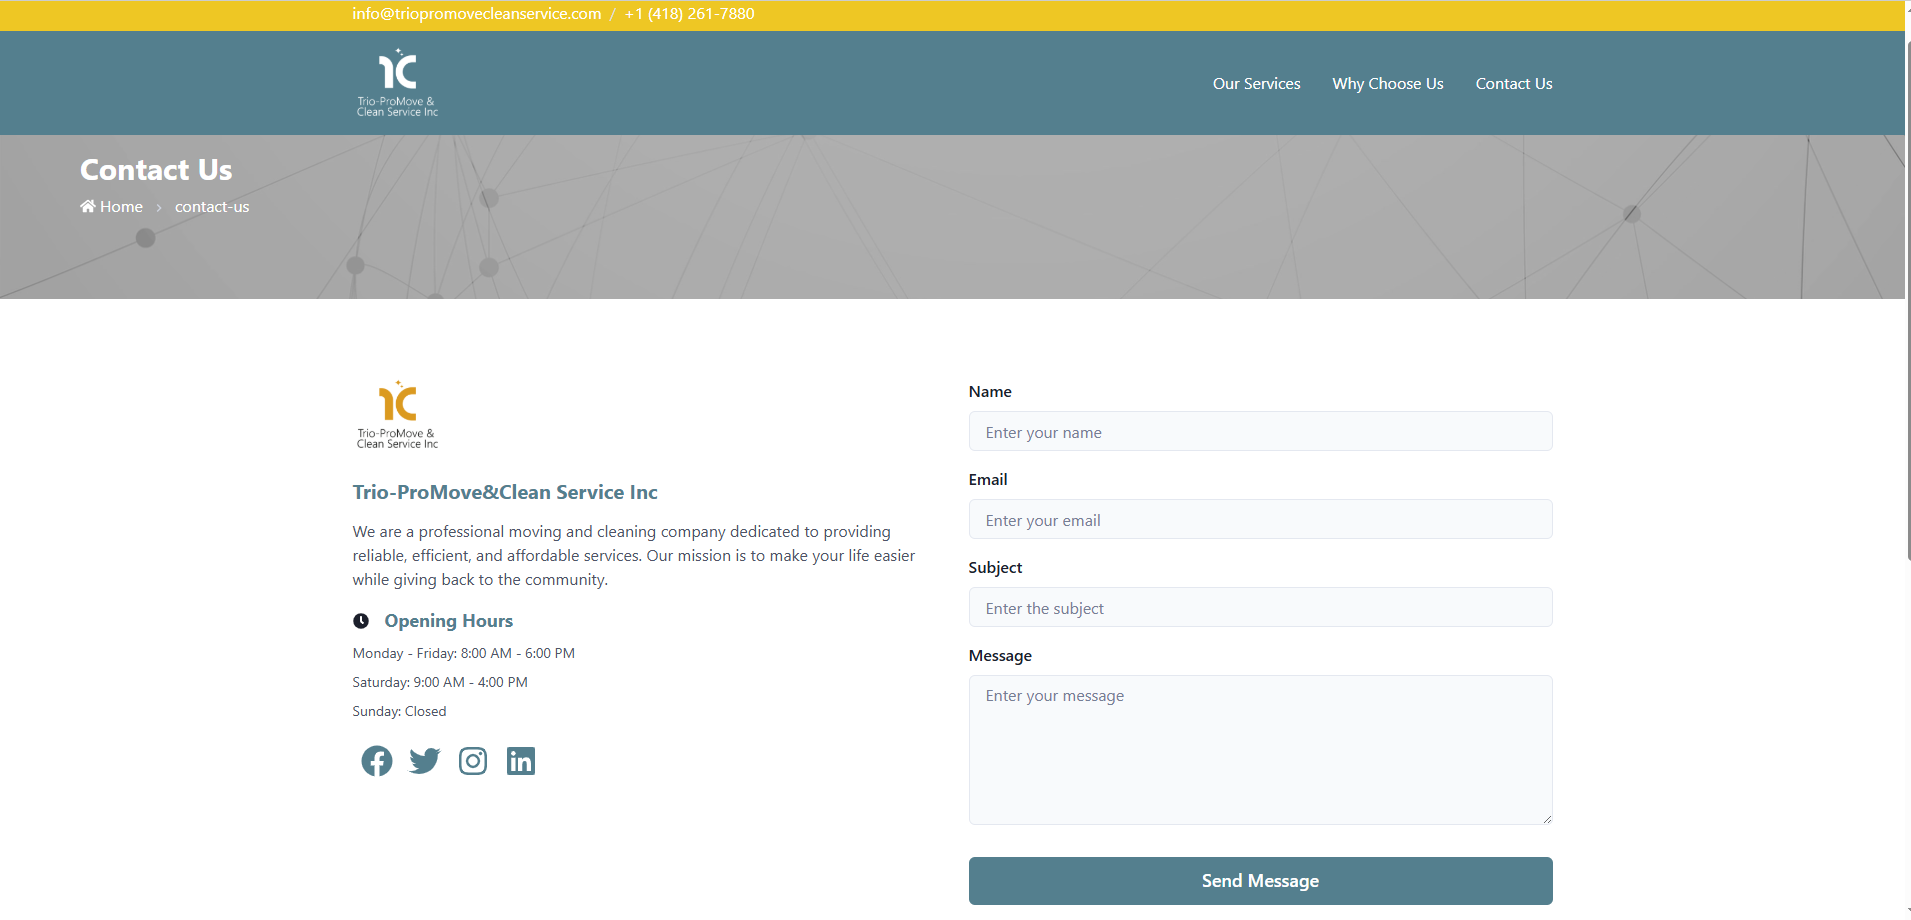 info@triopromovecleanservice.com / +1 (418) 261-7880
Trio-ProMove &
Clean Service Inc
Our Services
Why Choose Us
Contact Us
Contact Us
Home › contact-us
Trio-ProMove &
Clean Service Inc
Trio-ProMove&Clean Service Inc
We are a professional moving and cleaning company dedicated to providing
reliable, efficient, and affordable services. Our mission is to make your life easier
while giving back to the community.
Opening Hours
Monday - Friday: 8:00 AM - 6:00 PM
Saturday: 9:00 AM - 4:00 PM
Sunday: Closed
Name
Enter your name
Email
Enter your email
Subject
Enter the subject
Message
Enter your message
Send Message